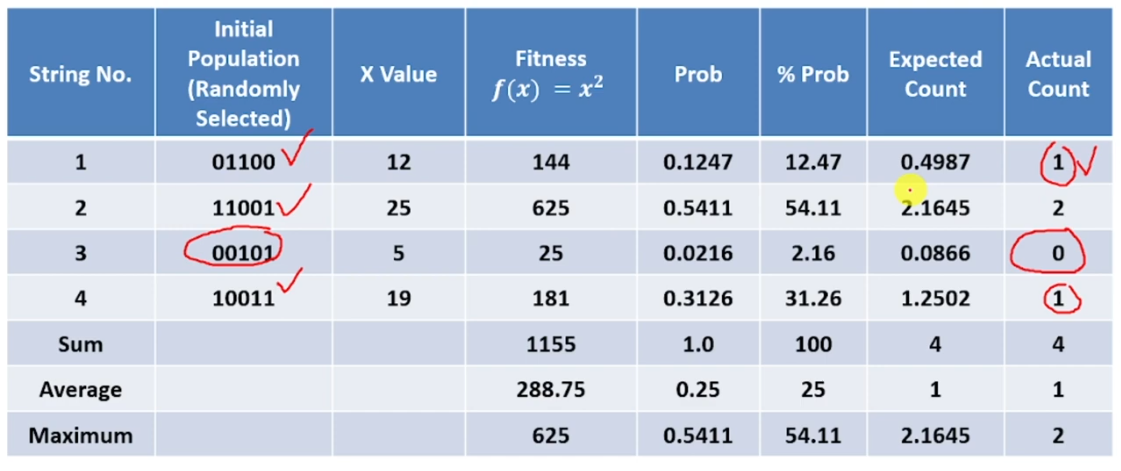 String No. Initial Population (Randomly Selected) X Value Fitness f(x) = x² Prob % Prob Expected Count Actual Count
1 01100 12 144 0.1247 12.47 0.4987 1
2 11001 25 625 0.5411 54.11 2.1645 2
3 00101 5 25 0.0216 2.16 0.0866 0
4 10011 19 181 0.3126 31.26 1.2502 1
Sum 1155 1.0 100 4 4
Average 288.75 0.25 25 1 1
Maximum 625 0.5411 54.11 2.1645 2